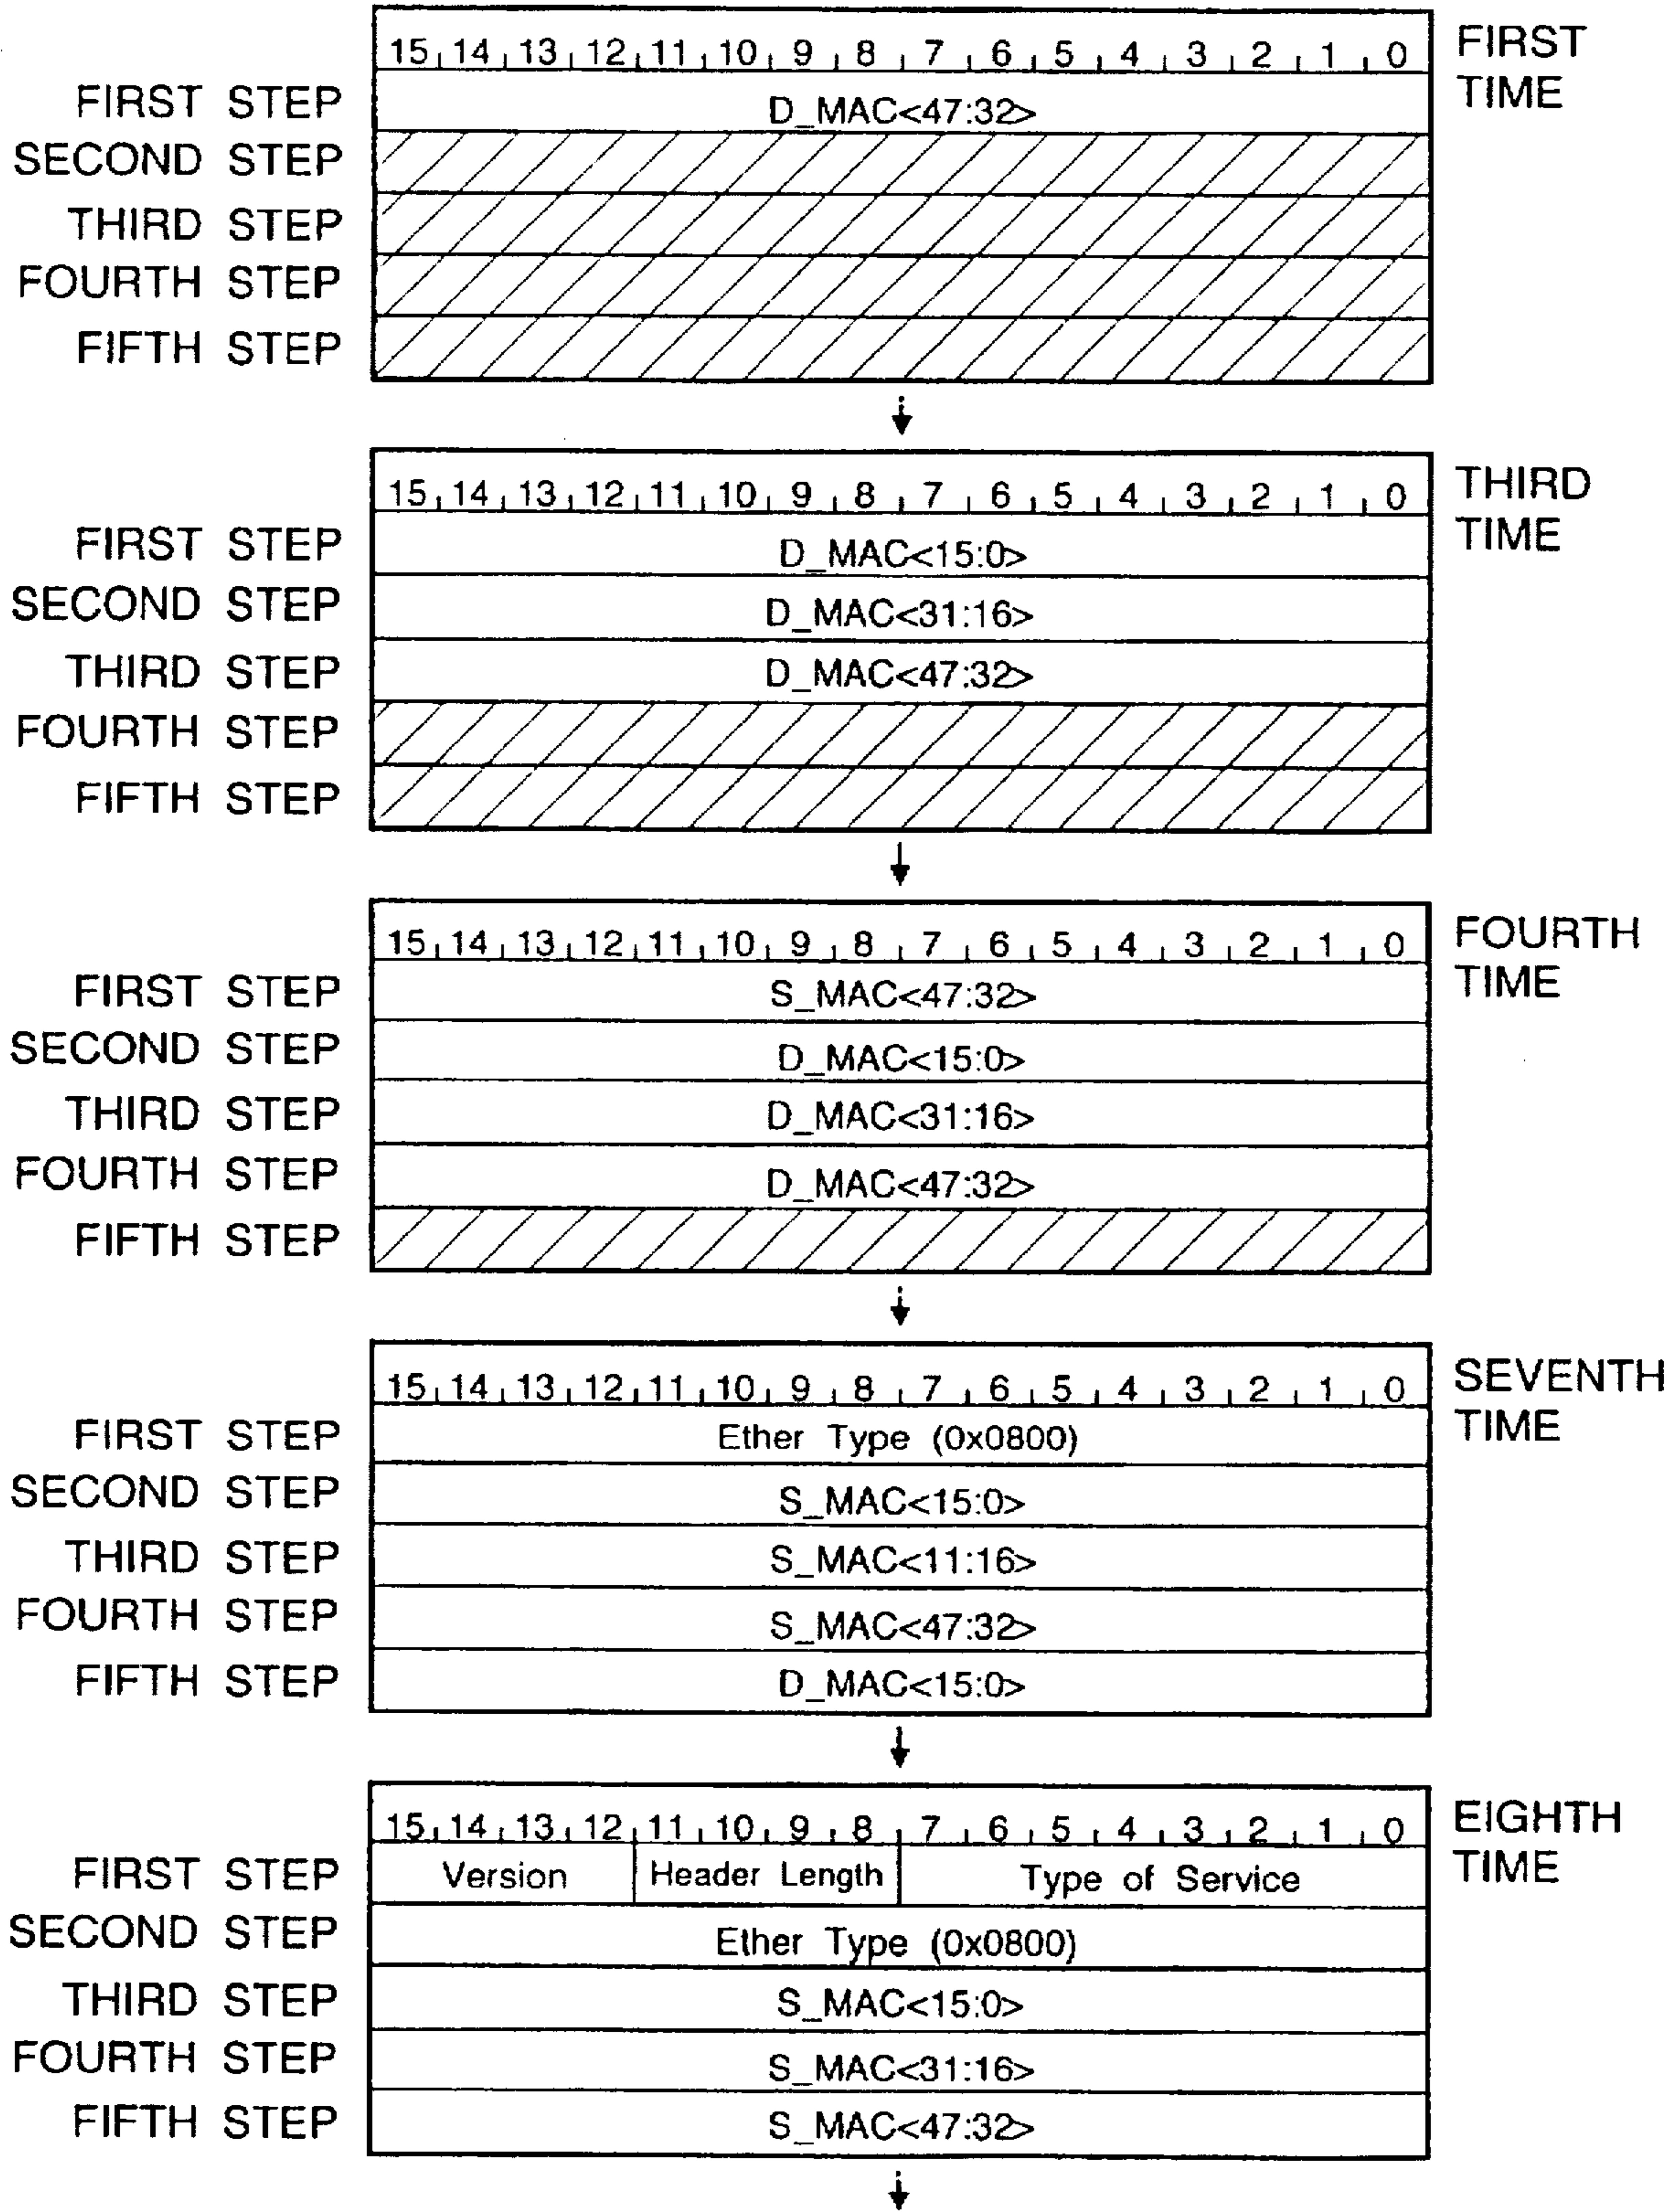 15 14 13 12 11 10 9 8 7 6 5 4 3 2 1 0 FIRST
TIME
FIRST STEP D_MAC<47:32>
SECOND STEP
THIRD STEP
FOURTH STEP
FIFTH STEP
15 14 13 12 11 10 9 8 7 6 5 4 3 2 1 0 THIRD
TIME
FIRST STEP D_MAC<15:0>
SECOND STEP D_MAC<31:16>
THIRD STEP D_MAC<47:32>
FOURTH STEP
FIFTH STEP
15 14 13 12 11 10 9 8 7 6 5 4 3 2 1 0 FOURTH
TIME
FIRST STEP S_MAC<47:32>
SECOND STEP D_MAC<15:0>
THIRD STEP D_MAC<31:16>
FOURTH STEP D_MAC<47:32>
FIFTH STEP
15 14 13 12 11 10 9 8 7 6 5 4 3 2 1 0 SEVENTH
TIME
FIRST STEP Ether Type (0x0800)
SECOND STEP S_MAC<15:0>
THIRD STEP S_MAC<11:16>
FOURTH STEP S_MAC<47:32>
FIFTH STEP D_MAC<15:0>
15 14 13 12 11 10 9 8 7 6 5 4 3 2 1 0 EIGHTH
TIME
FIRST STEP Version Header Length Type of Service
SECOND STEP Ether Type (0x0800)
THIRD STEP S_MAC<15:0>
FOURTH STEP S_MAC<31:16>
FIFTH STEP S_MAC<47:32>